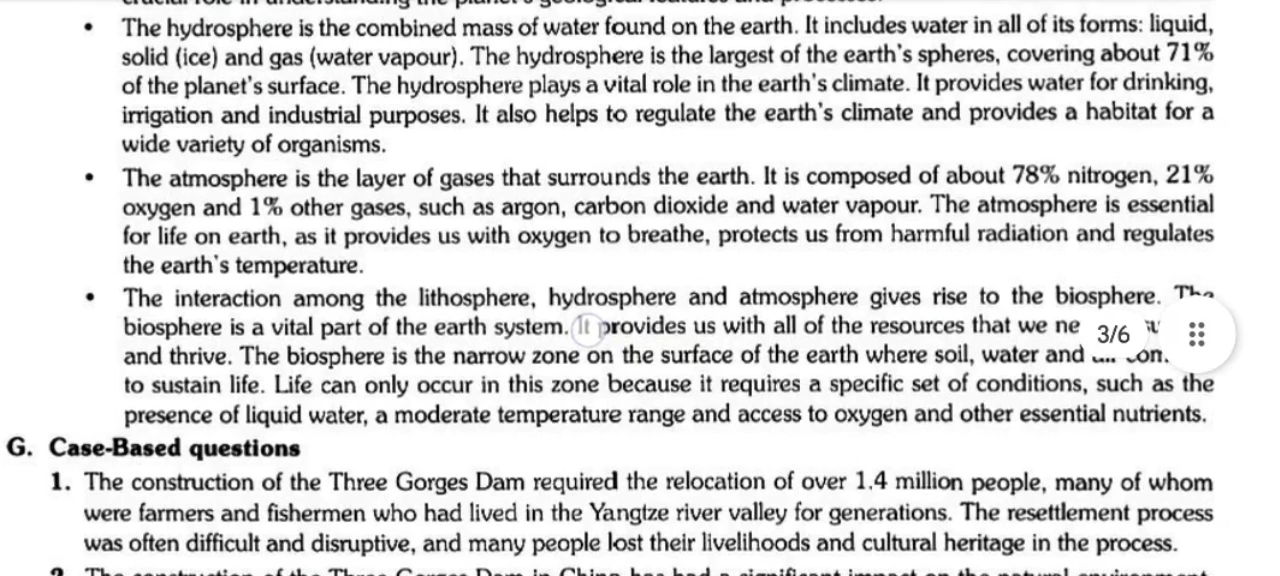 • The hydrosphere is the combined mass of water found on the earth. It includes water in all of its forms: liquid,
solid (ice) and gas (water vapour). The hydrosphere is the largest of the earth's spheres, covering about 71%
of the planet's surface. The hydrosphere plays a vital role in the earth's climate. It provides water for drinking,
irrigation and industrial purposes. It also helps to regulate the earth's climate and provides a habitat for a
wide variety of organisms.
• The atmosphere is the layer of gases that surrounds the earth. It is composed of about 78% nitrogen, 21%
oxygen and 1% other gases, such as argon, carbon dioxide and water vapour. The atmosphere is essential
for life on earth, as it provides us with oxygen to breathe, protects us from harmful radiation and regulates
the earth's temperature.
• The interaction among the lithosphere, hydrosphere and atmosphere gives rise to the biosphere. The
biosphere is a vital part of the earth system. It provides us with all of the resources that we
3/6
and thrive. The biosphere is the narrow zone on the surface of the earth where soil, water and
to sustain life. Life can only occur in this zone because it requires a specific set of conditions, such as the
presence of liquid water, a moderate temperature range and access to oxygen and other essential nutrients.
G. Case-Based questions
1. The construction of the Three Gorges Dam required the relocation of over 1.4 million people, many of whom
were farmers and fishermen who had lived in the Yangtze river valley for generations. The resettlement process
was often difficult and disruptive, and many people lost their livelihoods and cultural heritage in the process.